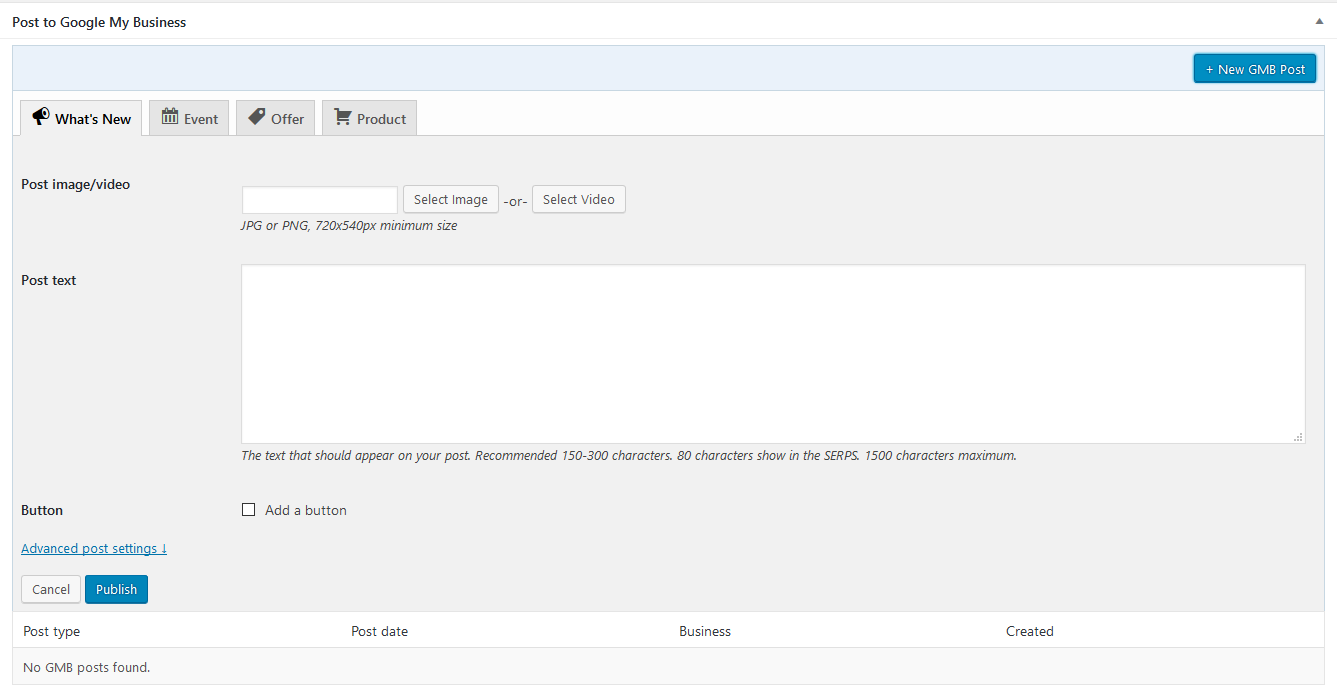 Post to Google My Business
+ New GMB Post
What's New Event Offer Product
Post image/video
Select Image -or- Select Video
JPG or PNG, 720x540px minimum size
Post text
The text that should appear on your post. Recommended 150-300 characters. 80 characters show in the SERPS. 1500 characters maximum.
Button Add a button
Advanced post settings ↓
Cancel Publish
Post type Post date Business Created
No GMB posts found.